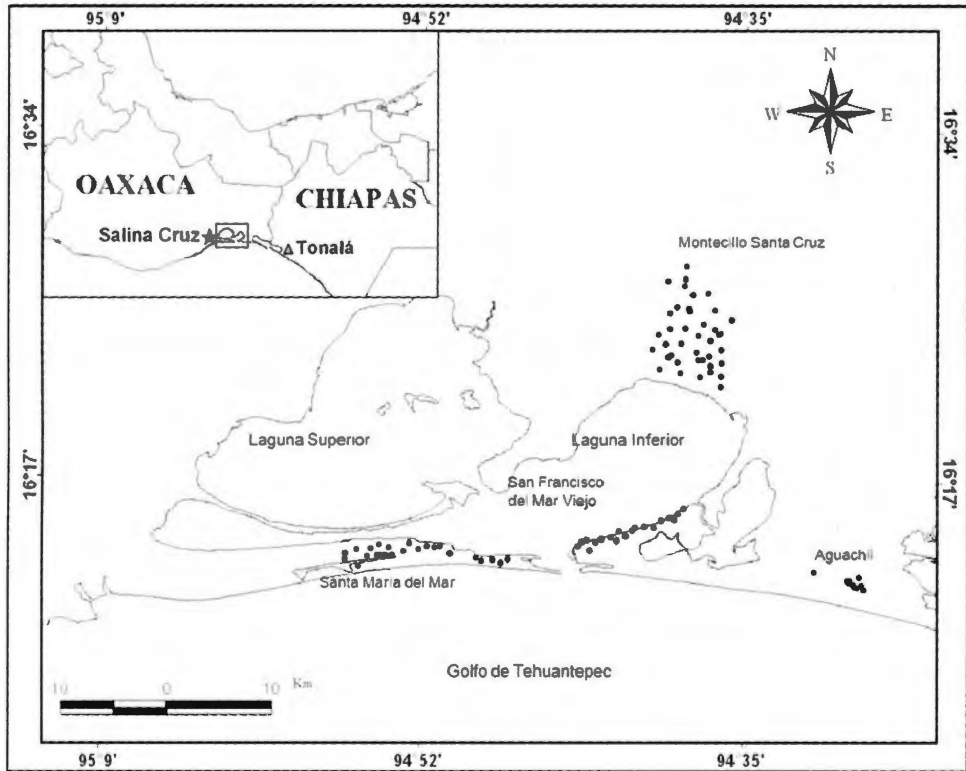 95°9' 94°52' 94°35'
16°34'
16°34'
N
W E
S
OAXACA
CHIAPAS
Salina Cruz
Tonalá
Montecillo Santa Cruz
Laguna Superior
Laguna Inferior
16°17'
16°17'
San Francisco
del Mar Viejo
Aguachil
Santa Maria del Mar
Golfo de Tehuantepec
10 0 10 Km
95°9' 94°52' 94°35'